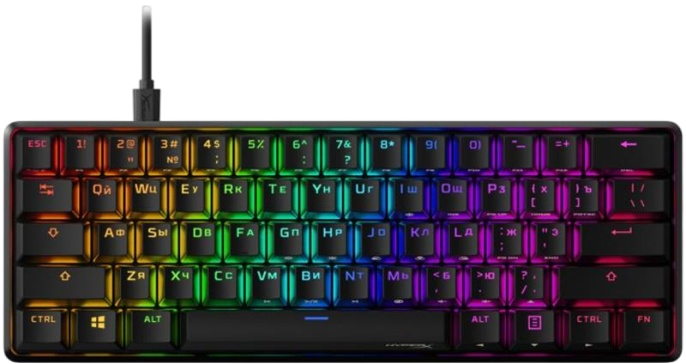 ESC 1! 2@ " 3# № 4$ ; 5% 6^ : 7& ? 8* 9( 0) -_ =+
Qй Wц Eу Rк Tе Yн Uг Iш Oщ Pз [{ х ]} ъ |/ \\
Aф Sы Dв Fа Gп Hр Jо Kл Lд :; ж "' э
Zя Xч Cс Vм Bи Nт Mь <, б >. ю ?/ . ,
CTRL ALT HYPERX ALT CTRL FN